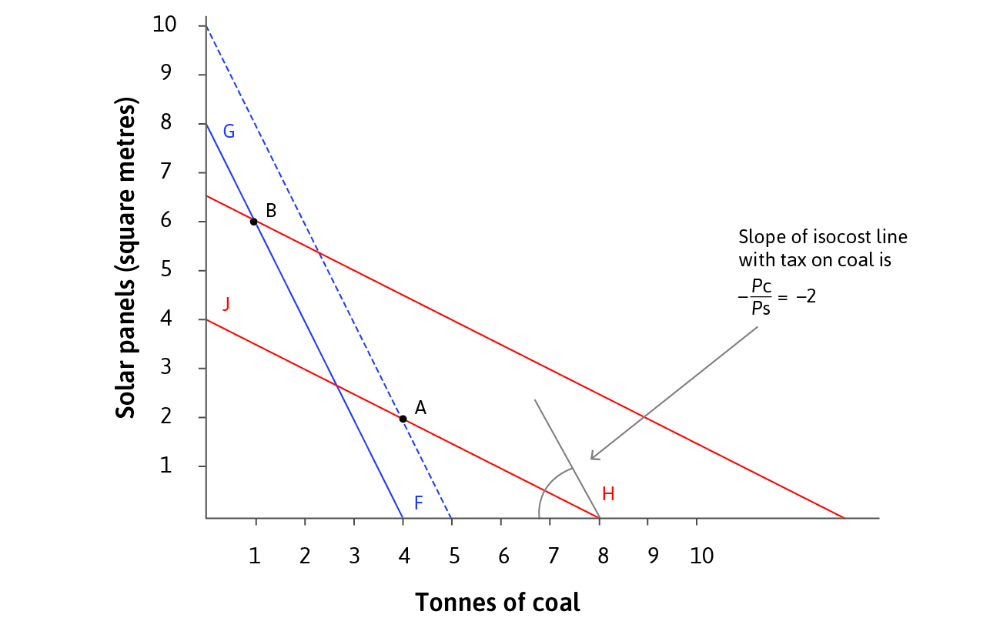 10
9
8
7
6
5
4
3
2
1
Solar panels (square metres)
G
B
J
A
F
H
Slope of isocost line
with tax on coal is
−Pc/Ps = −2
1 2 3 4 5 6 7 8 9 10
Tonnes of coal